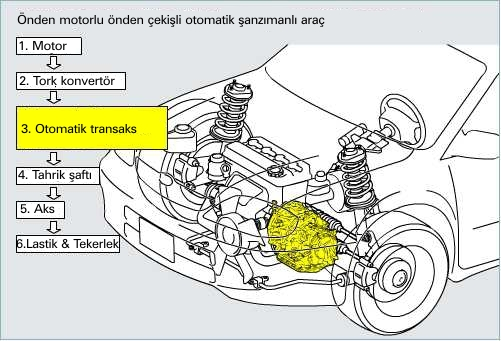 Önden motorlu önden çekişli otomatik şanzımanlı araç
1. Motor
2. Tork konvertör
3. Otomatik transaks
4. Tahrik şaftı
5. Aks
6.Lastik & Tekerlek